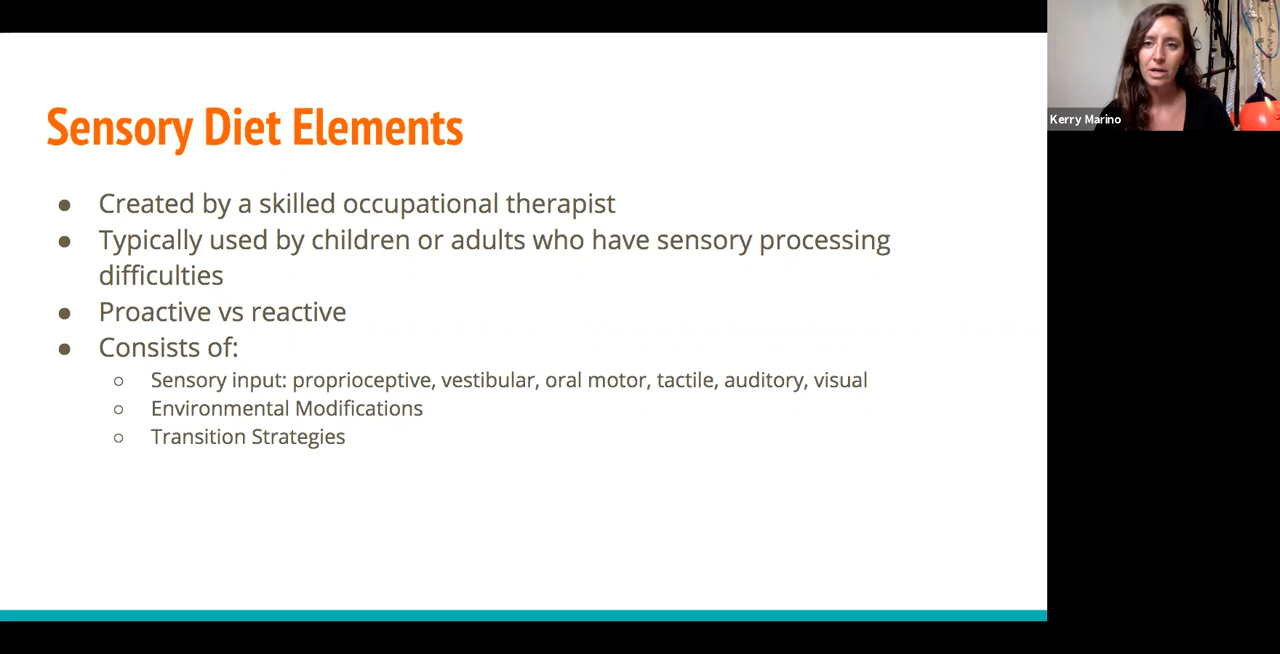 Sensory Diet Elements
● Created by a skilled occupational therapist
● Typically used by children or adults who have sensory processing
difficulties
● Proactive vs reactive
● Consists of:
○ Sensory input: proprioceptive, vestibular, oral motor, tactile, auditory, visual
○ Environmental Modifications
○ Transition Strategies
Kerry Marino